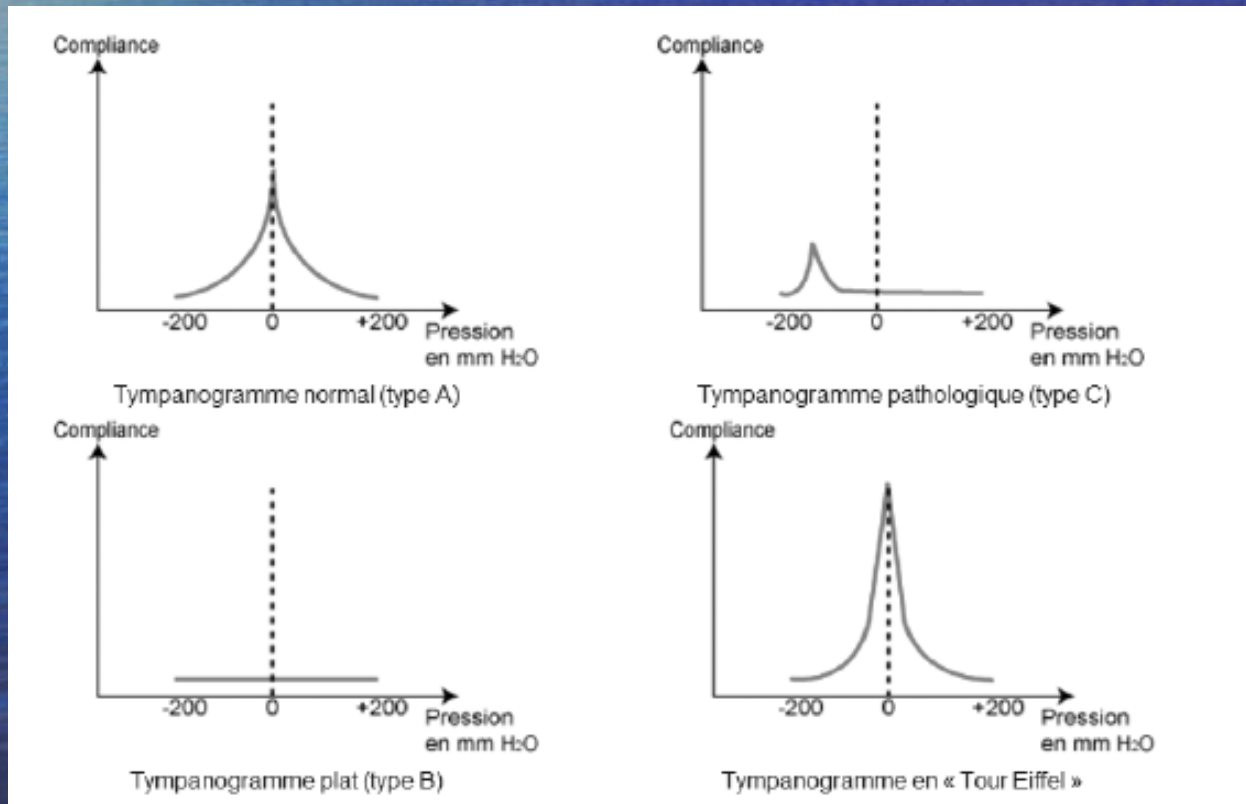 Compliance
-200 0 +200 Pression
en mm H₂O
Tympanogramme normal (type A)
Compliance
-200 0 +200 Pression
en mm H₂O
Tympanogramme pathologique (type C)
Compliance
-200 0 +200 Pression
en mm H₂O
Tympanogramme plat (type B)
Compliance
-200 0 +200 Pression
en mm H₂O
Tympanogramme en « Tour Eiffel »